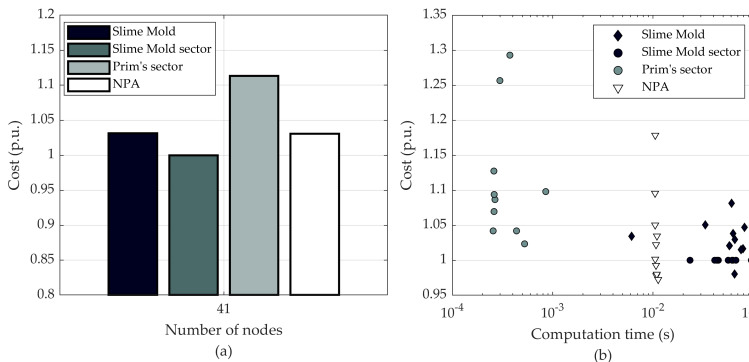 1.2
1.15
1.1
1.05
1
0.95
0.9
0.85
0.8
Cost (p.u.)
Slime Mold
Slime Mold sector
Prim's sector
NPA
41
Number of nodes
(a)
1.35
1.3
1.25
1.2
1.15
1.1
1.05
1
0.95
Cost (p.u.)
Slime Mold
Slime Mold sector
Prim's sector
NPA
10⁻⁴ 10⁻³ 10⁻² 10⁻¹
Computation time (s)
(b)